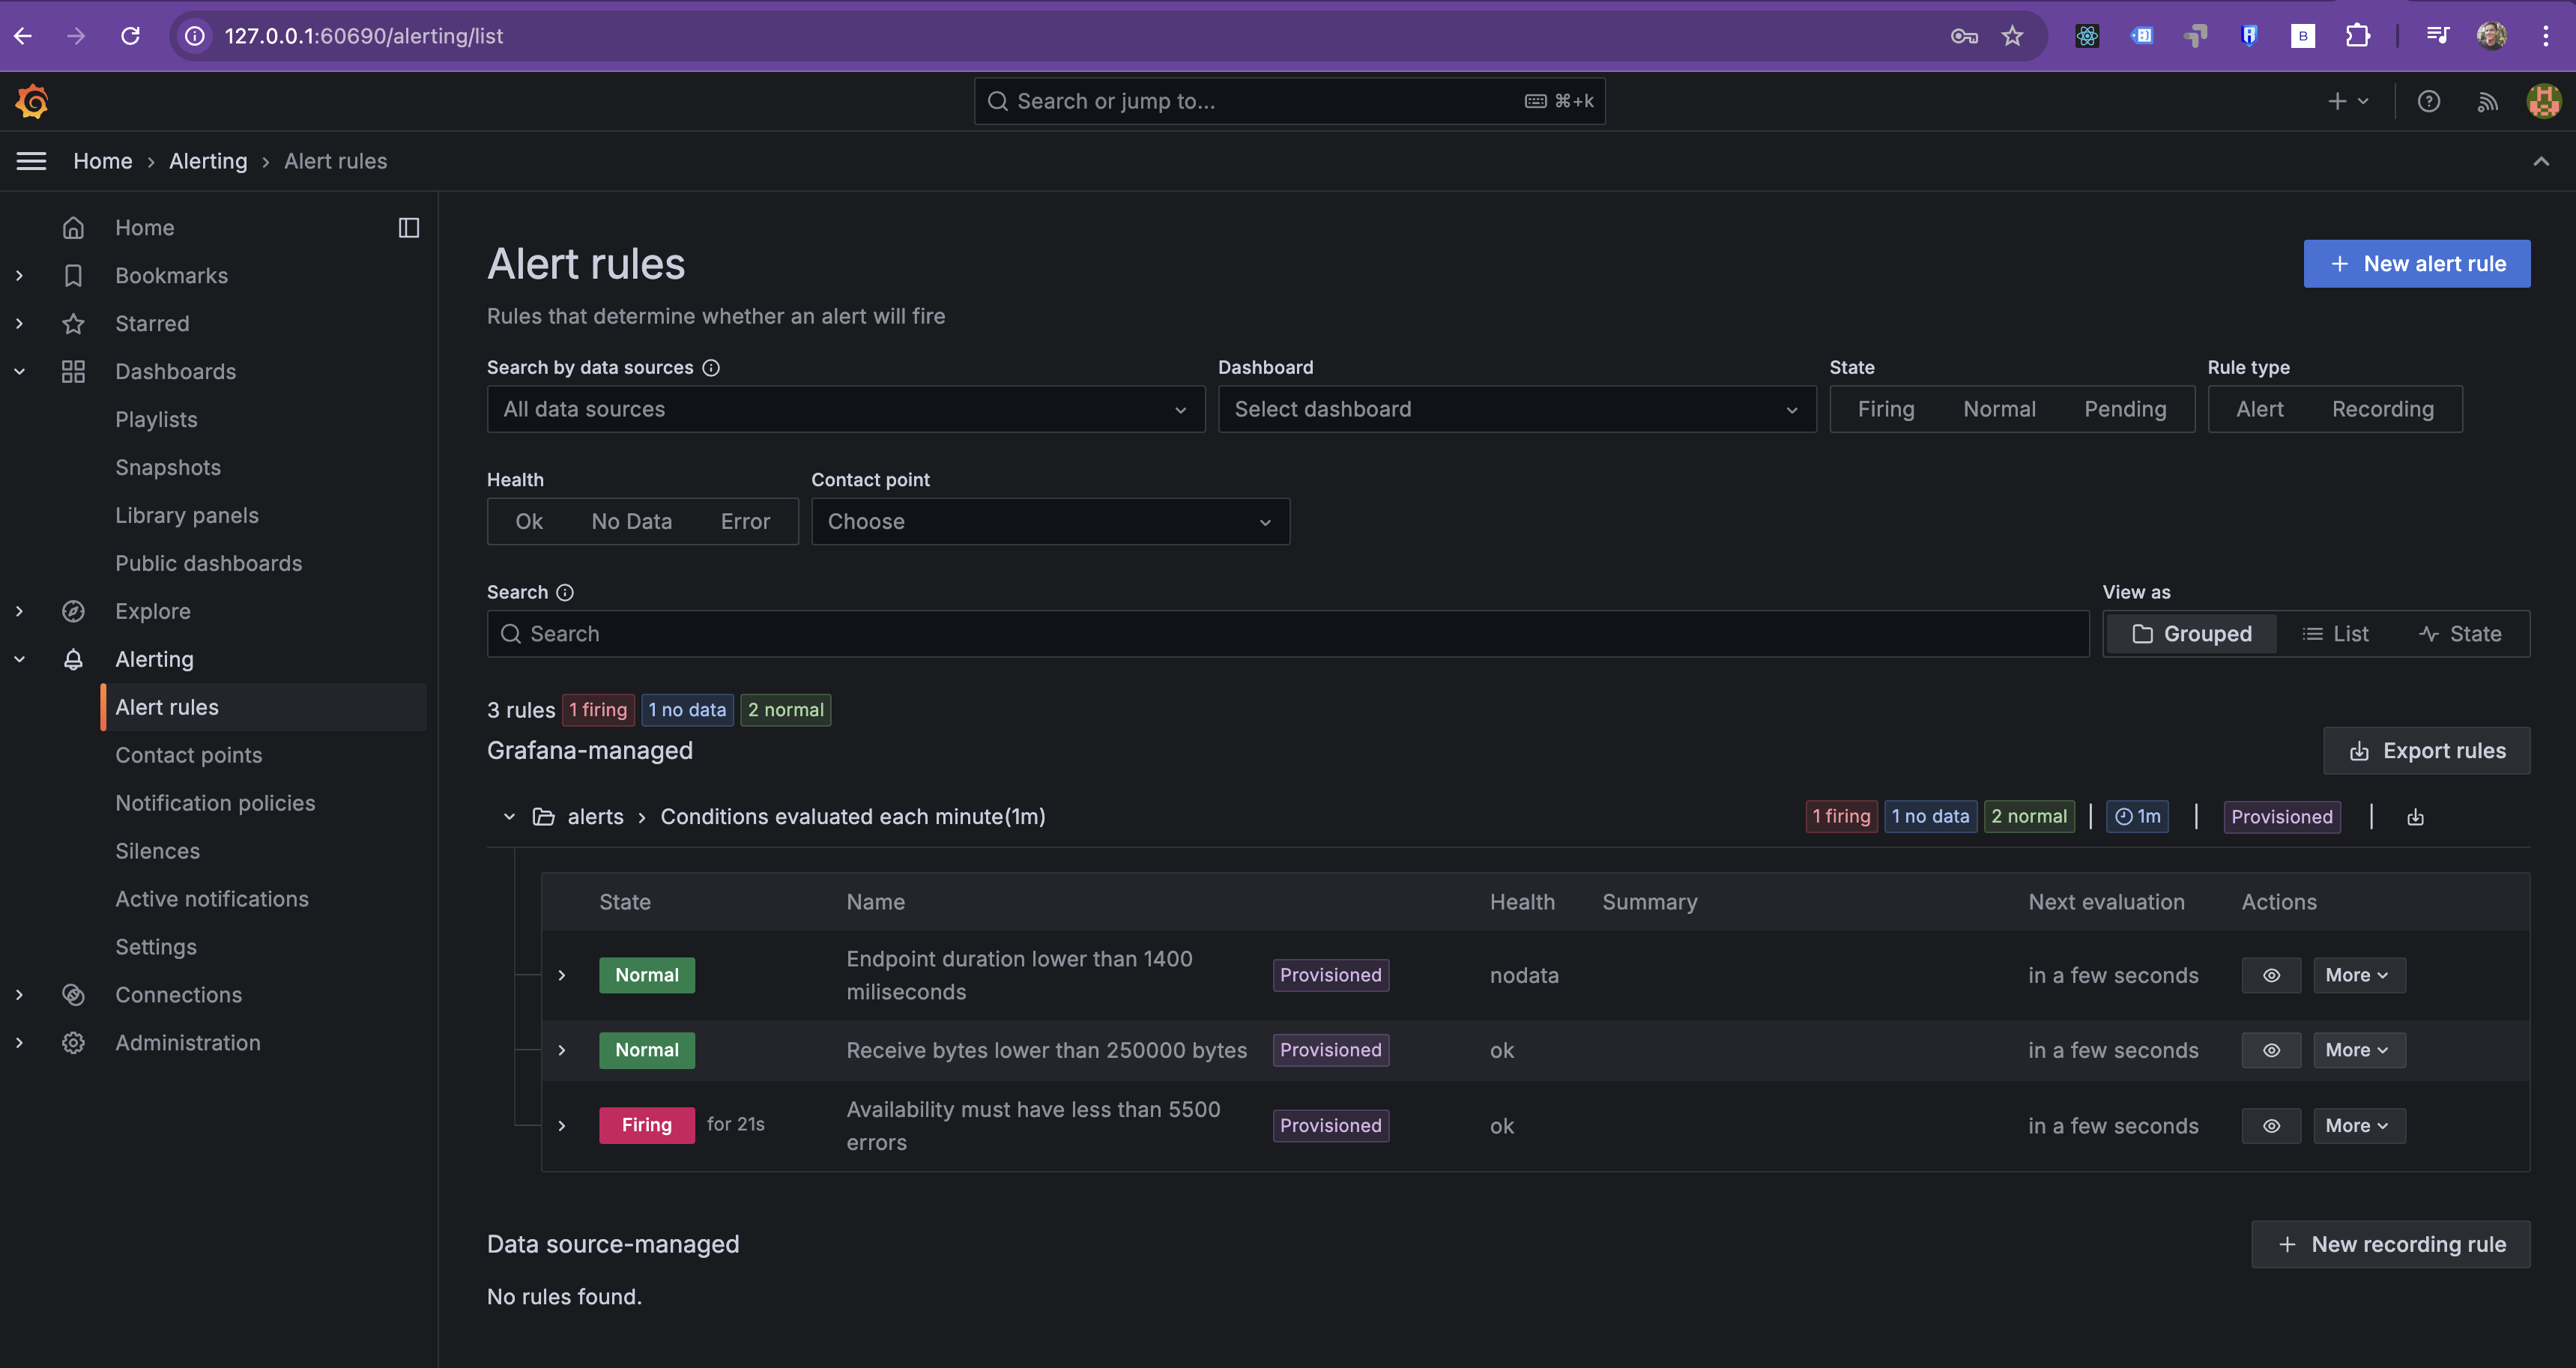 127.0.0.1:60690/alerting/list
B
Search or jump to...
⌘+k
Home › Alerting › Alert rules
Home
Bookmarks
Starred
Dashboards
Playlists
Snapshots
Library panels
Public dashboards
Explore
Alerting
Alert rules
Contact points
Notification policies
Silences
Active notifications
Settings
Connections
Administration
Alert rules
New alert rule
Rules that determine whether an alert will fire
Search by data sources
Dashboard
State
Rule type
All data sources
Select dashboard
Firing Normal Pending
Alert Recording
Health
Contact point
Ok No Data Error
Choose
Search
View as
Search
Grouped List State
3 rules 1 firing 1 no data 2 normal
Grafana-managed
Export rules
alerts › Conditions evaluated each minute(1m)
1 firing 1 no data 2 normal | 1m | Provisioned |
State Name Health Summary Next evaluation Actions
Normal Endpoint duration lower than 1400
miliseconds
Provisioned nodata in a few seconds More
Normal Receive bytes lower than 250000 bytes Provisioned ok in a few seconds More
Firing for 21s Availability must have less than 5500
errors
Provisioned ok in a few seconds More
Data source-managed
New recording rule
No rules found.